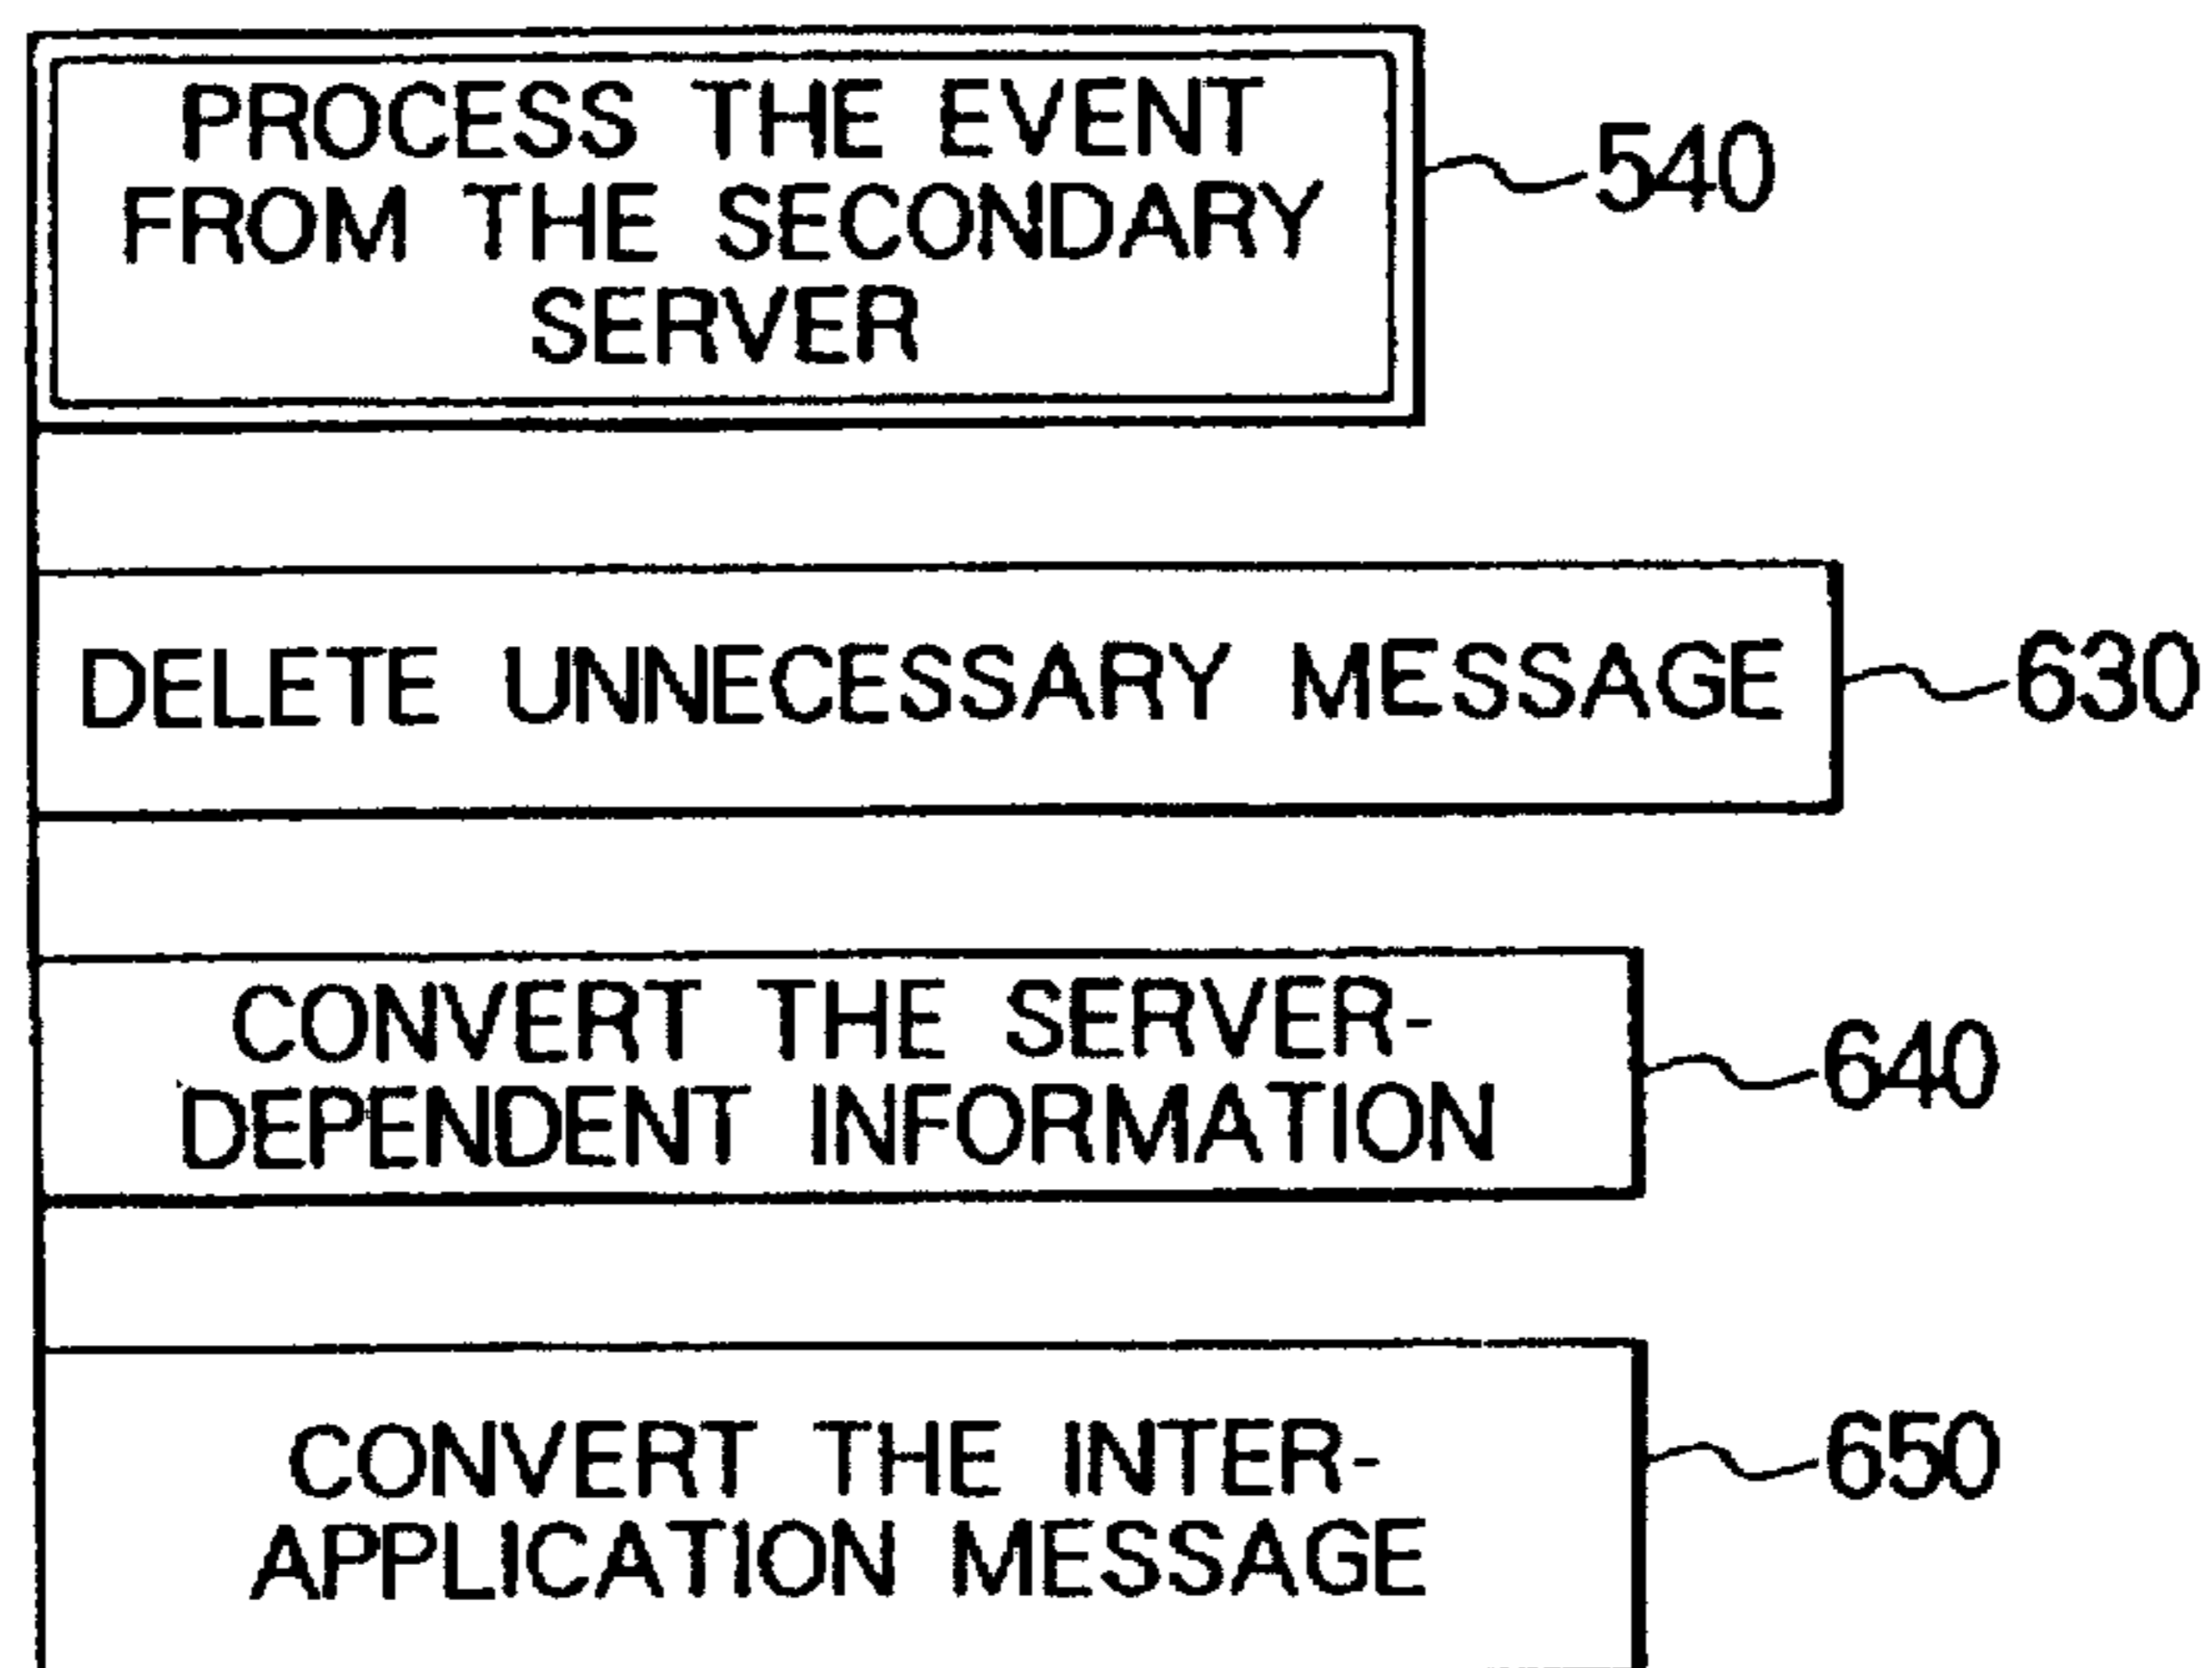 PROCESS THE EVENT
FROM THE SECONDARY
SERVER
540
DELETE UNNECESSARY MESSAGE
630
CONVERT THE SERVER-
DEPENDENT INFORMATION
640
CONVERT THE INTER-
APPLICATION MESSAGE
650